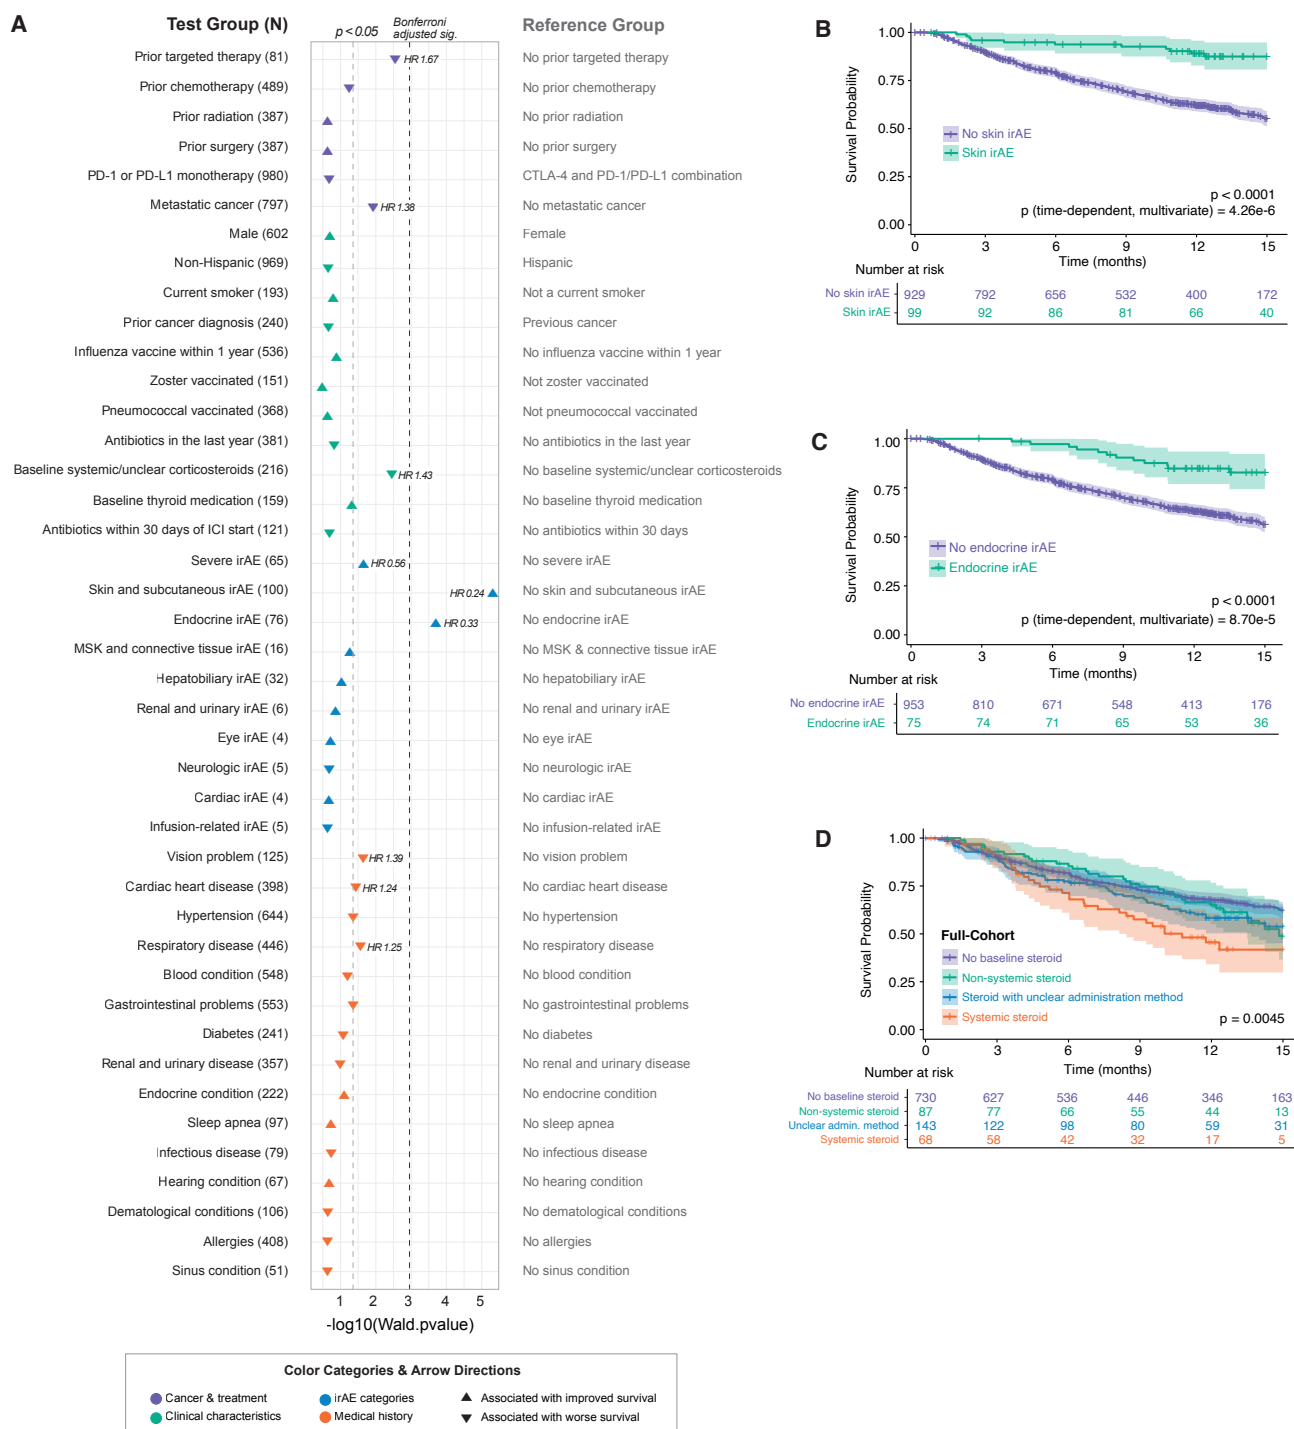 A
Test Group (N)
p < 0.05
Bonferroni
adjusted sig.
Reference Group
Prior targeted therapy (81)
HR 1.67
No prior targeted therapy
Prior chemotherapy (489)
No prior chemotherapy
Prior radiation (387)
No prior radiation
Prior surgery (387)
No prior surgery
PD-1 or PD-L1 monotherapy (980)
CTLA-4 and PD-1/PD-L1 combination
Metastatic cancer (797)
HR 1.38
No metastatic cancer
Male (602
Female
Non-Hispanic (969)
Hispanic
Current smoker (193)
Not a current smoker
Prior cancer diagnosis (240)
Previous cancer
Influenza vaccine within 1 year (536)
No influenza vaccine within 1 year
Zoster vaccinated (151)
Not zoster vaccinated
Pneumococcal vaccinated (368)
Not pneumococcal vaccinated
Antibiotics in the last year (381)
No antibiotics in the last year
Baseline systemic/unclear corticosteroids (216)
HR 1.43
No baseline systemic/unclear corticosteroids
Baseline thyroid medication (159)
No baseline thyroid medication
Antibiotics within 30 days of ICI start (121)
No antibiotics within 30 days
Severe irAE (65)
HR 0.56
No severe irAE
Skin and subcutaneous irAE (100)
HR 0.24
No skin and subcutaneous irAE
Endocrine irAE (76)
HR 0.33
No endocrine irAE
MSK and connective tissue irAE (16)
No MSK & connective tissue irAE
Hepatobiliary irAE (32)
No hepatobiliary irAE
Renal and urinary irAE (6)
No renal and urinary irAE
Eye irAE (4)
No eye irAE
Neurologic irAE (5)
No neurologic irAE
Cardiac irAE (4)
No cardiac irAE
Infusion-related irAE (5)
No infusion-related irAE
Vision problem (125)
HR 1.39
No vision problem
Cardiac heart disease (398)
HR 1.24
No cardiac heart disease
Hypertension (644)
No hypertension
Respiratory disease (446)
HR 1.25
No respiratory disease
Blood condition (548)
No blood condition
Gastrointestinal problems (553)
No gastrointestinal problems
Diabetes (241)
No diabetes
Renal and urinary disease (357)
No renal and urinary disease
Endocrine condition (222)
No endocrine condition
Sleep apnea (97)
No sleep apnea
Infectious disease (79)
No infectious disease
Hearing condition (67)
No hearing condition
Dematological conditions (106)
No dematological conditions
Allergies (408)
No allergies
Sinus condition (51)
No sinus condition
1 2 3 4 5
-log10(Wald.pvalue)
Color Categories & Arrow Directions
Cancer & treatment
irAE categories
Associated with improved survival
Clinical characteristics
Medical history
Associated with worse survival
B
Survival Probability
1.00
0.75
0.50
0.25
0.00
No skin irAE
Skin irAE
p < 0.0001
p (time-dependent, multivariate) = 4.26e-6
0 3 6 9 12 15
Time (months)
Number at risk
No skin irAE 929 792 656 532 400 172
Skin irAE 99 92 86 81 66 40
C
Survival Probability
1.00
0.75
0.50
0.25
0.00
No endocrine irAE
Endocrine irAE
p < 0.0001
p (time-dependent, multivariate) = 8.70e-5
0 3 6 9 12 15
Time (months)
Number at risk
No endocrine irAE 953 810 671 548 413 176
Endocrine irAE 75 74 71 65 53 36
D
Survival Probability
1.00
0.75
0.50
0.25
0.00
Full-Cohort
No baseline steroid
Non-systemic steroid
Steroid with unclear administration method
Systemic steroid
p = 0.0045
0 3 6 9 12 15
Time (months)
Number at risk
No baseline steroid 730 627 536 446 346 163
Non-systemic steroid 87 77 66 55 44 13
Unclear admin. method 143 122 98 80 59 31
Systemic steroid 68 58 42 32 17 5